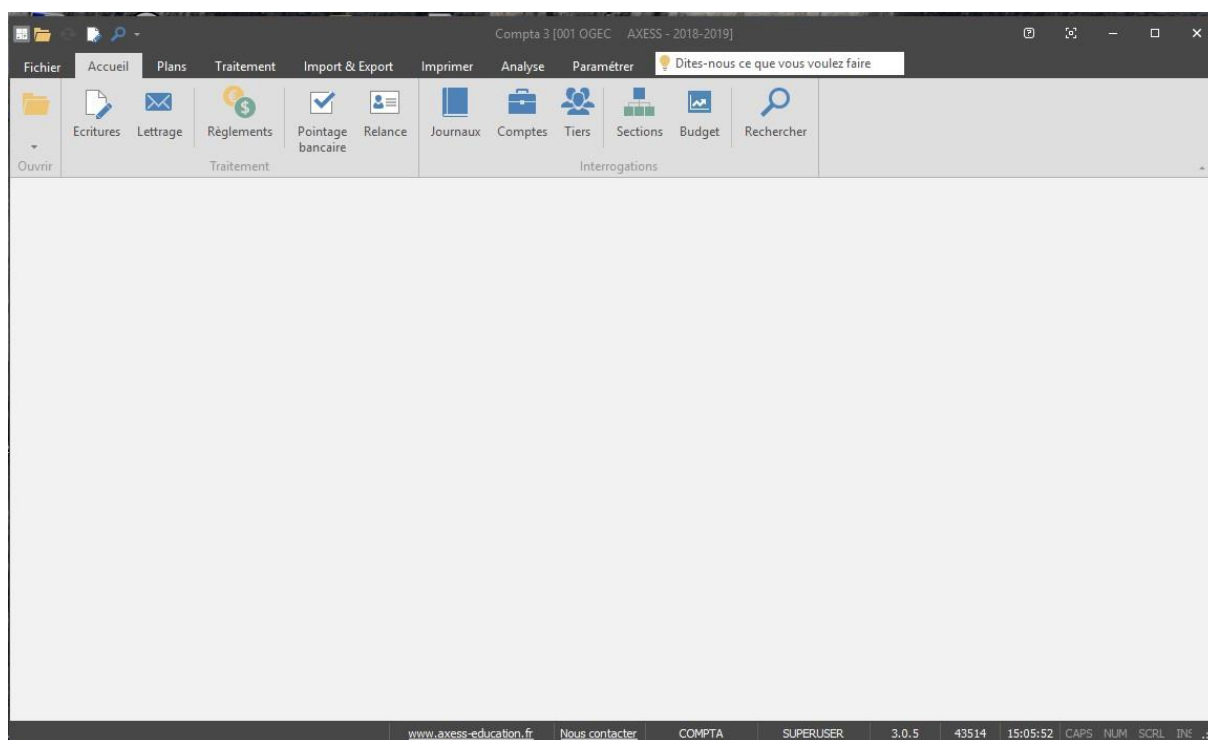 Compta 3 [001 OGEC AXESS - 2018-2019]
Fichier Accueil Plans Traitement Import & Export Imprimer Analyse Paramétrer Dites-nous ce que vous voulez faire
Ecritures Lettrage Règlements Pointage bancaire Relance Journaux Comptes Tiers Sections Budget Rechercher
Ouvrir Traitement Interrogations
www.axess-education.fr Nous contacter COMPTA SUPERUSER 3.0.5 43514 15:05:52 CAPS NUM SCRL INS